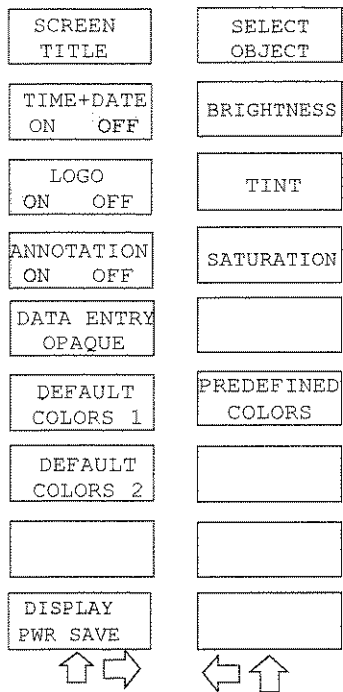 SCREEN
TITLE
TIME+DATE
ON OFF
LOGO
ON OFF
ANNOTATION
ON OFF
DATA ENTRY
OPAQUE
DEFAULT
COLORS 1
DEFAULT
COLORS 2
DISPLAY
PWR SAVE
SELECT
OBJECT
BRIGHTNESS
TINT
SATURATION
PREDEFINED
COLORS